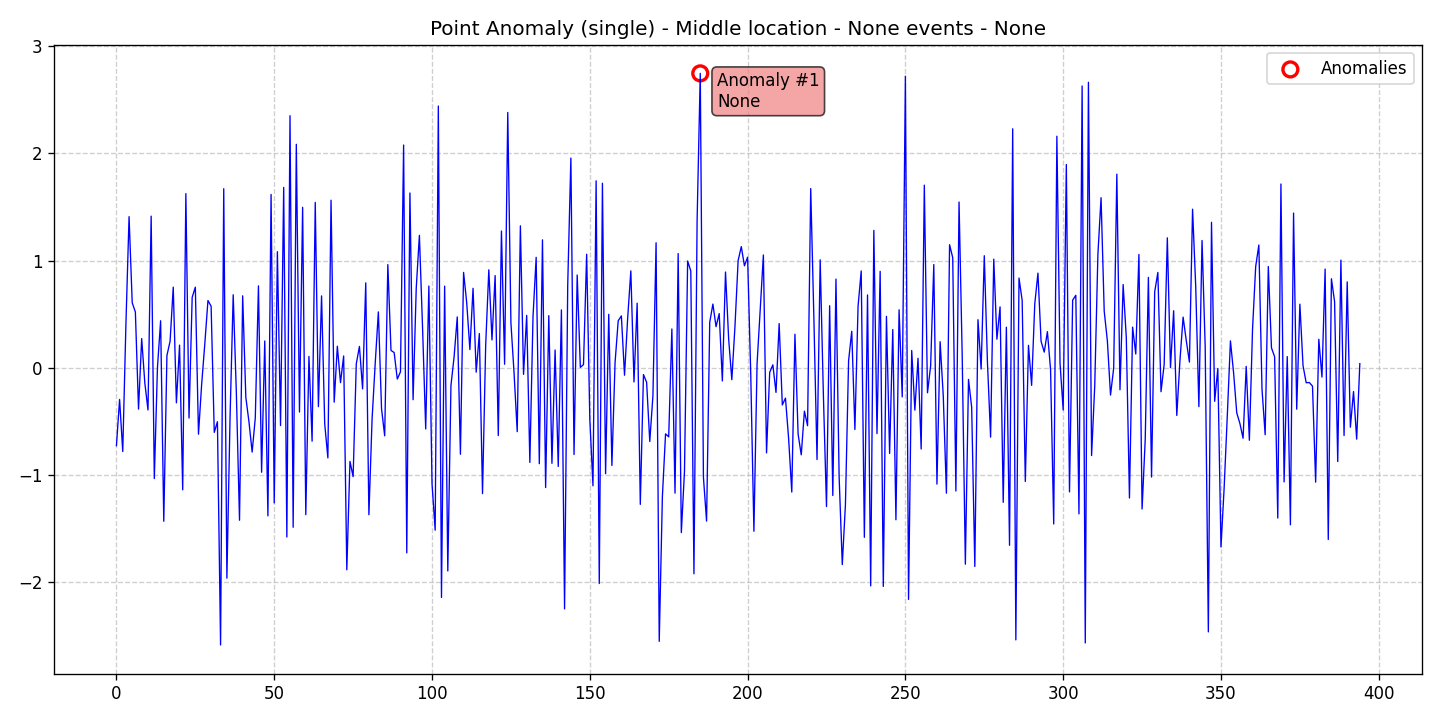 Point Anomaly (single) - Middle location - None events - None
Anomaly #1
None
Anomalies
3
2
1
0
−1
−2
0 50 100 150 200 250 300 350 400